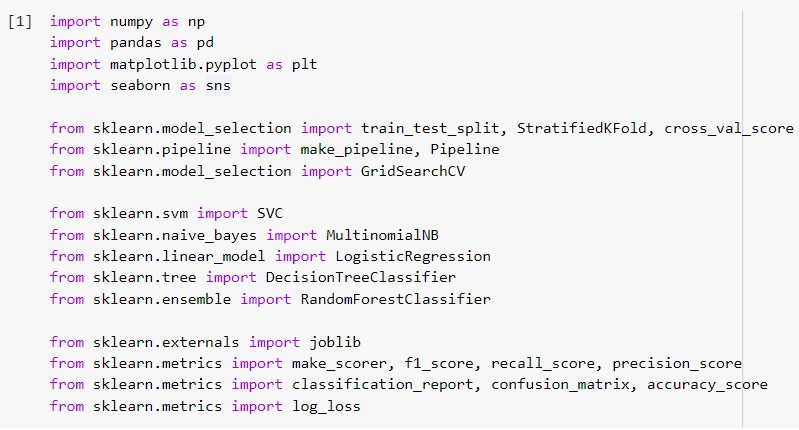 [1] import numpy as np
import pandas as pd
import matplotlib.pyplot as plt
import seaborn as sns
from sklearn.model_selection import train_test_split, StratifiedKFold, cross_val_score
from sklearn.pipeline import make_pipeline, Pipeline
from sklearn.model_selection import GridSearchCV
from sklearn.svm import SVC
from sklearn.naive_bayes import MultinomialNB
from sklearn.linear_model import LogisticRegression
from sklearn.tree import DecisionTreeClassifier
from sklearn.ensemble import RandomForestClassifier
from sklearn.externals import joblib
from sklearn.metrics import make_scorer, f1_score, recall_score, precision_score
from sklearn.metrics import classification_report, confusion_matrix, accuracy_score
from sklearn.metrics import log_loss